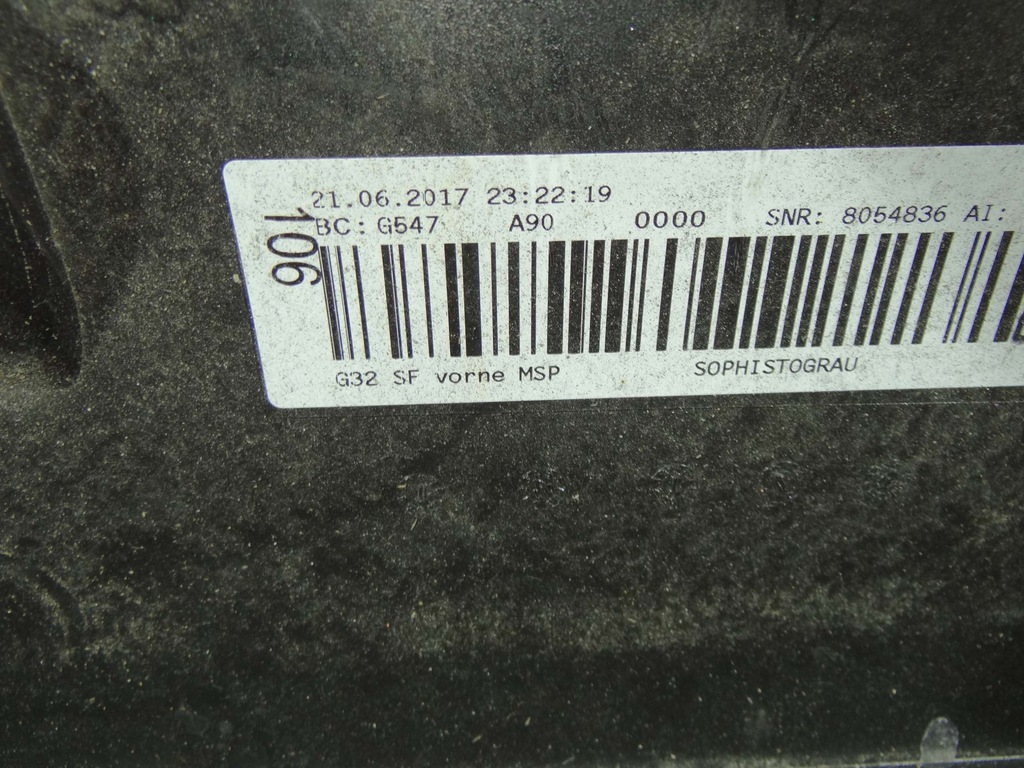 21.06.2017 23:22:19
BC: G547 A90 0000 SNR: 8054836 AI:
106
G32 SF vorne MSP SOPHISTOGRAU